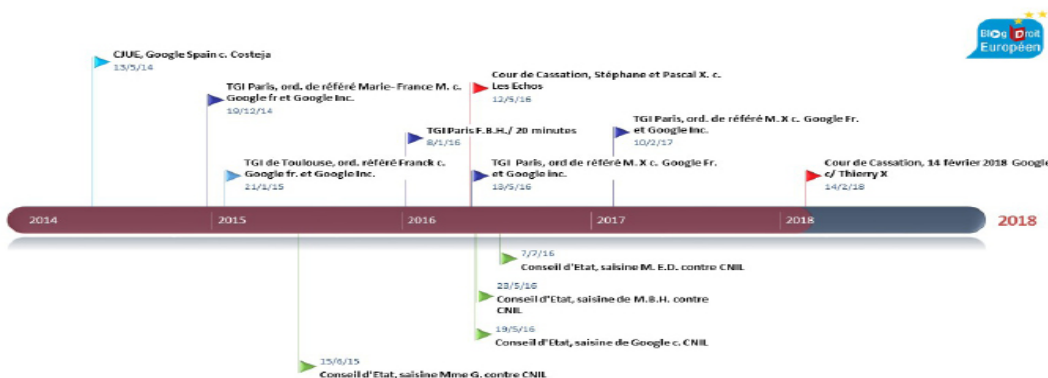 Blog Droit
Européen
CJUE, Google Spain c. Costeja
13/5/14
TGI Paris, ord. de référé Marie- France M. c.
Google fr et Google Inc.
19/12/14
Cour de Cassation, Stéphane et Pascal X. c.
Les Echos
12/5/16
TGI Paris F.B.H./ 20 minutes
8/1/16
TGI Paris, ord. de référé M. X c. Google Fr.
et Google Inc.
10/2/17
TGI de Toulouse, ord. référé Franck c.
Google fr. et Google Inc.
21/1/15
TGI Paris, ord de référé M. X c. Google Fr.
et Google inc.
13/5/16
Cour de Cassation, 14 février 2018 Google
c/ Thierry X
14/2/18
2014
2015
2016
2017
2018
2018
Conseil d'Etat, saisine M. E.D. contre CNIL
23/5/16
Conseil d'Etat, saisine de M.B.H. contre
CNIL
19/5/16
Conseil d'Etat, saisine de Google c. CNIL
15/6/15
Conseil d'Etat, saisine Mme G. contre CNIL